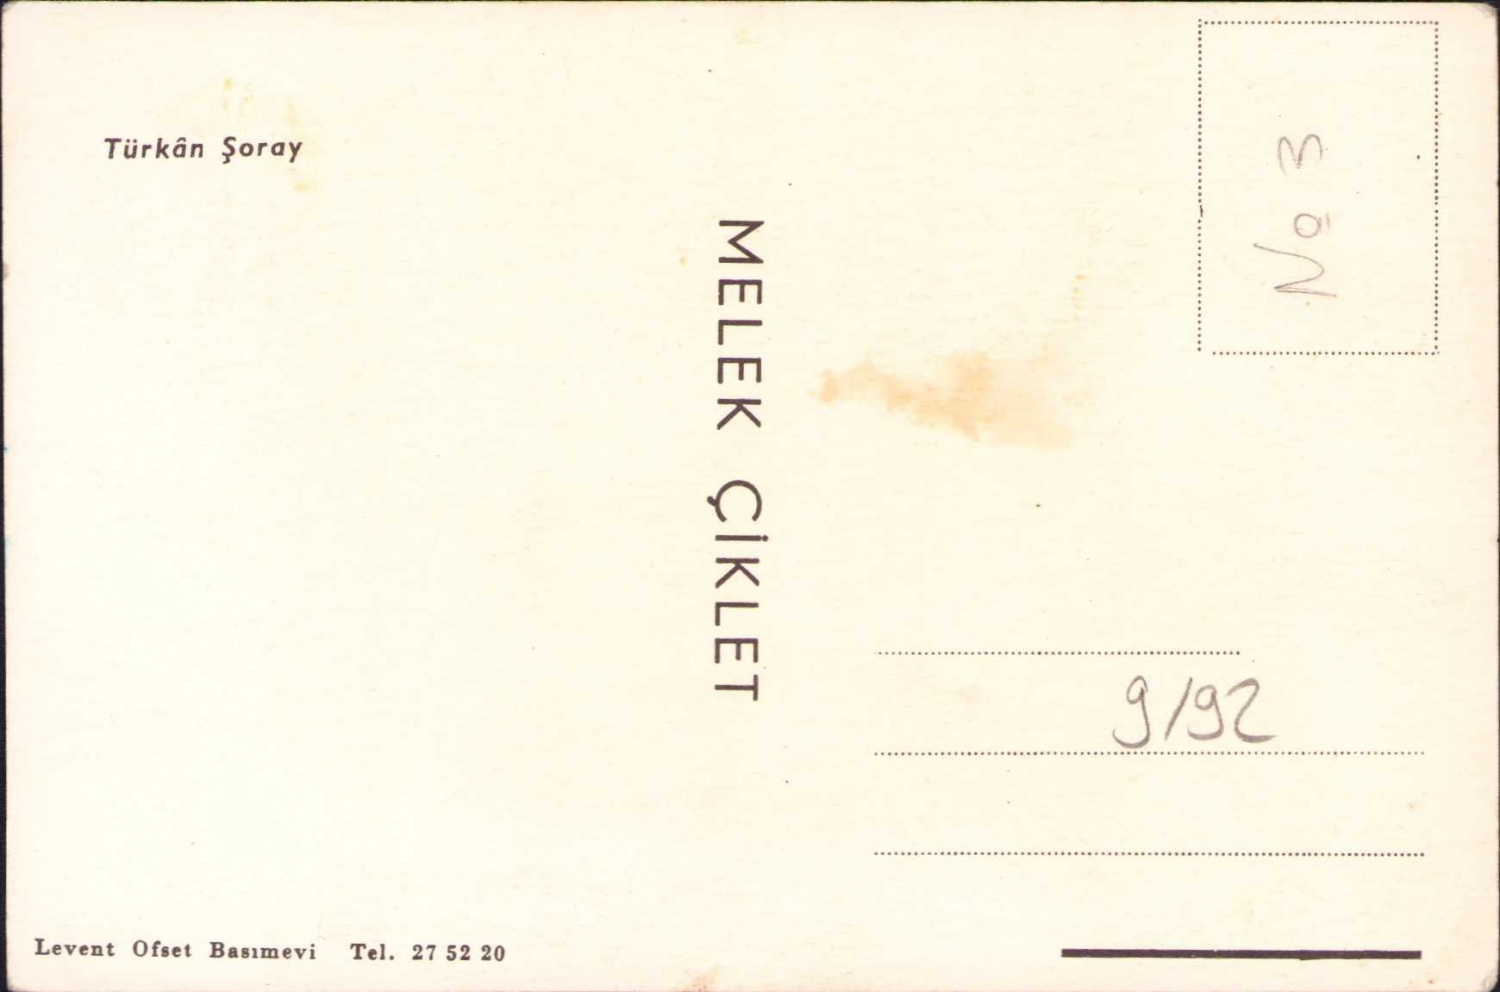 Türkân Şoray
MELEK ÇİKLET
No 3
9/92
Levent Ofset Basımevi Tel. 27 52 20